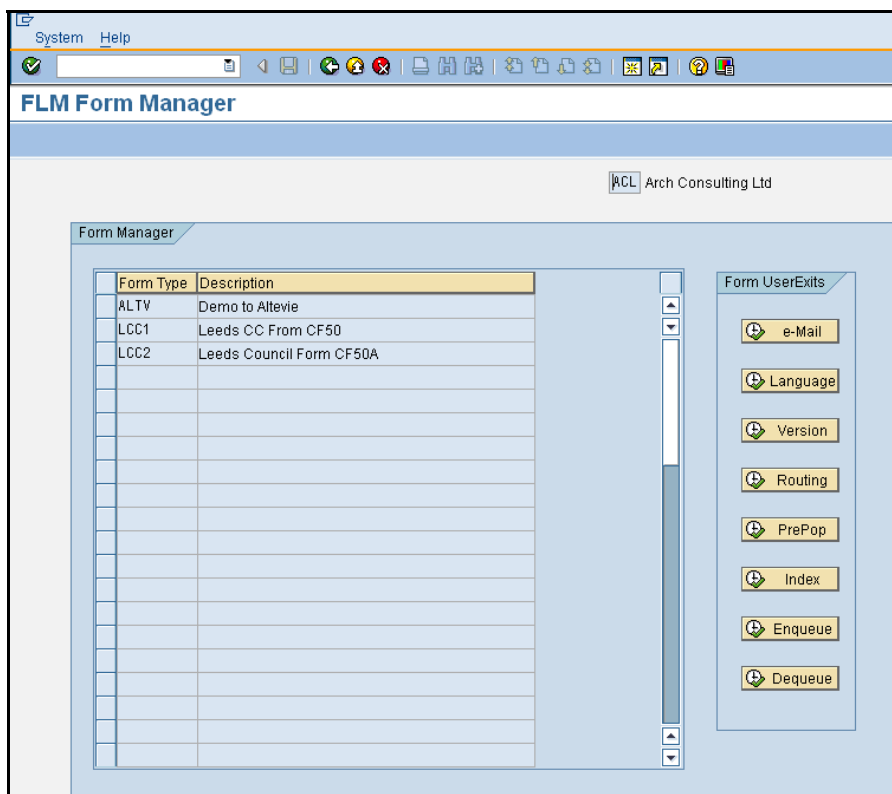 System Help
FLM Form Manager
ACL Arch Consulting Ltd
Form Manager
Form Type Description
ALTV Demo to Altevie
LCC1 Leeds CC From CF50
LCC2 Leeds Council Form CF50A
Form UserExits
e-Mail
Language
Version
Routing
PrePop
Index
Enqueue
Dequeue